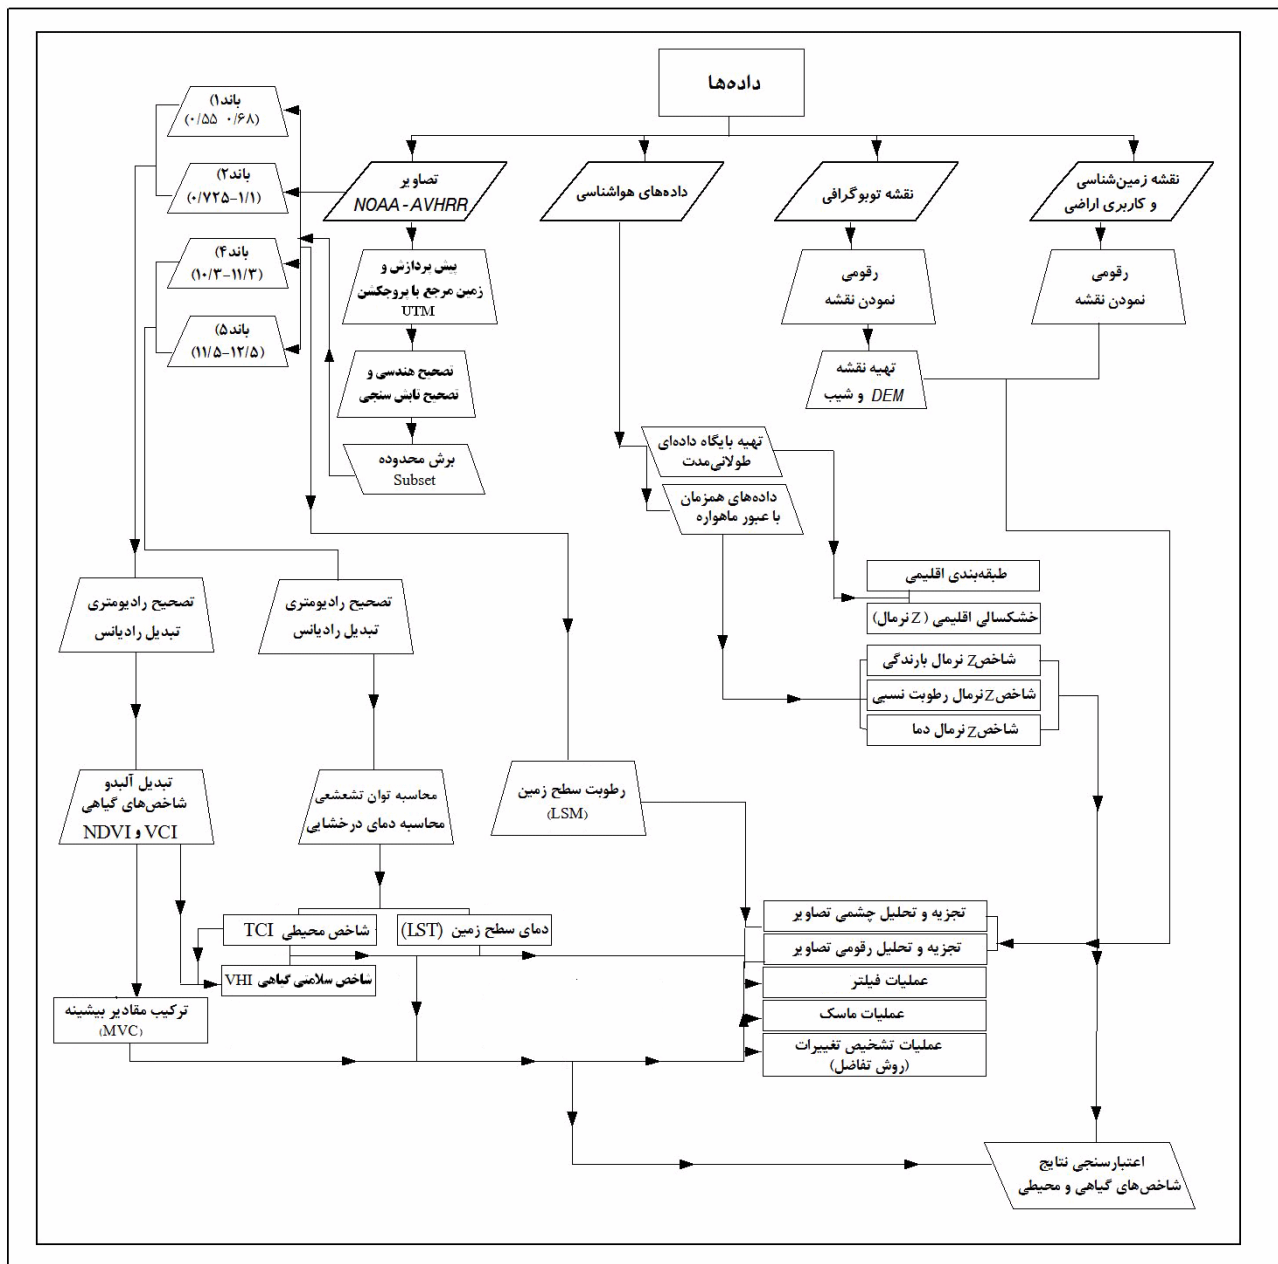 داده‌ها
نقشه زمین‌شناسی
و کاربری اراضی
نقشه توبوگرافی
داده‌های هواشناسی
تصاویر
NOAA-AVHRR
باند۱)
(۰/۵۵ ۰/۶۸)
باند۲)
(۰/۷۲۵-۱/۱)
باند۴)
(۱۰/۳-۱۱/۳)
باند۵)
(۱۱/۵-۱۲/۵)
رقومی
نمودن نقشه
رقومی
نمودن نقشه
پیش پردازش و
زمین مرجع با پروجکشن
UTM
تهیه نقشه
DEM و شیب
تصحیح هندسی و
تصحیح تابش سنجی
برش محدوده
Subset
تهیه بایگاه داده‌ای
طولانی‌مدت
داده‌های همزمان
با عبور ماهواره
طبقه‌بندی اقلیمی
خشکسالی اقلیمی (Z نرمال)
شاخصZ نرمال بارندگی
شاخصZ نرمال رطوبت نسبی
شاخصZ نرمال دما
تصحیح رادیومتری
تبدیل رادیانس
تصحیح رادیومتری
تبدیل رادیانس
رطوبت سطح زمین
(LSM)
محاسبه توان تشعشعی
محاسبه دمای درخشایی
تبدیل آلبدو
شاخص‌های گیاهی
NDVI و VCI
دمای سطح زمین (LST)
شاخص محیطی TCI
شاخص سلامتی گیاهی VHI
ترکیب مقادیر بیشینه
(MVC)
تجزیه و تحلیل چشمی تصاویر
تجزیه و تحلیل رقومی تصاویر
عملیات فیلتر
عملیات ماسک
عملیات تشخیص تغییرات
(روش تفاضل)
اعتبارسنجی نتایج
شاخص‌های گیاهی و محیطی